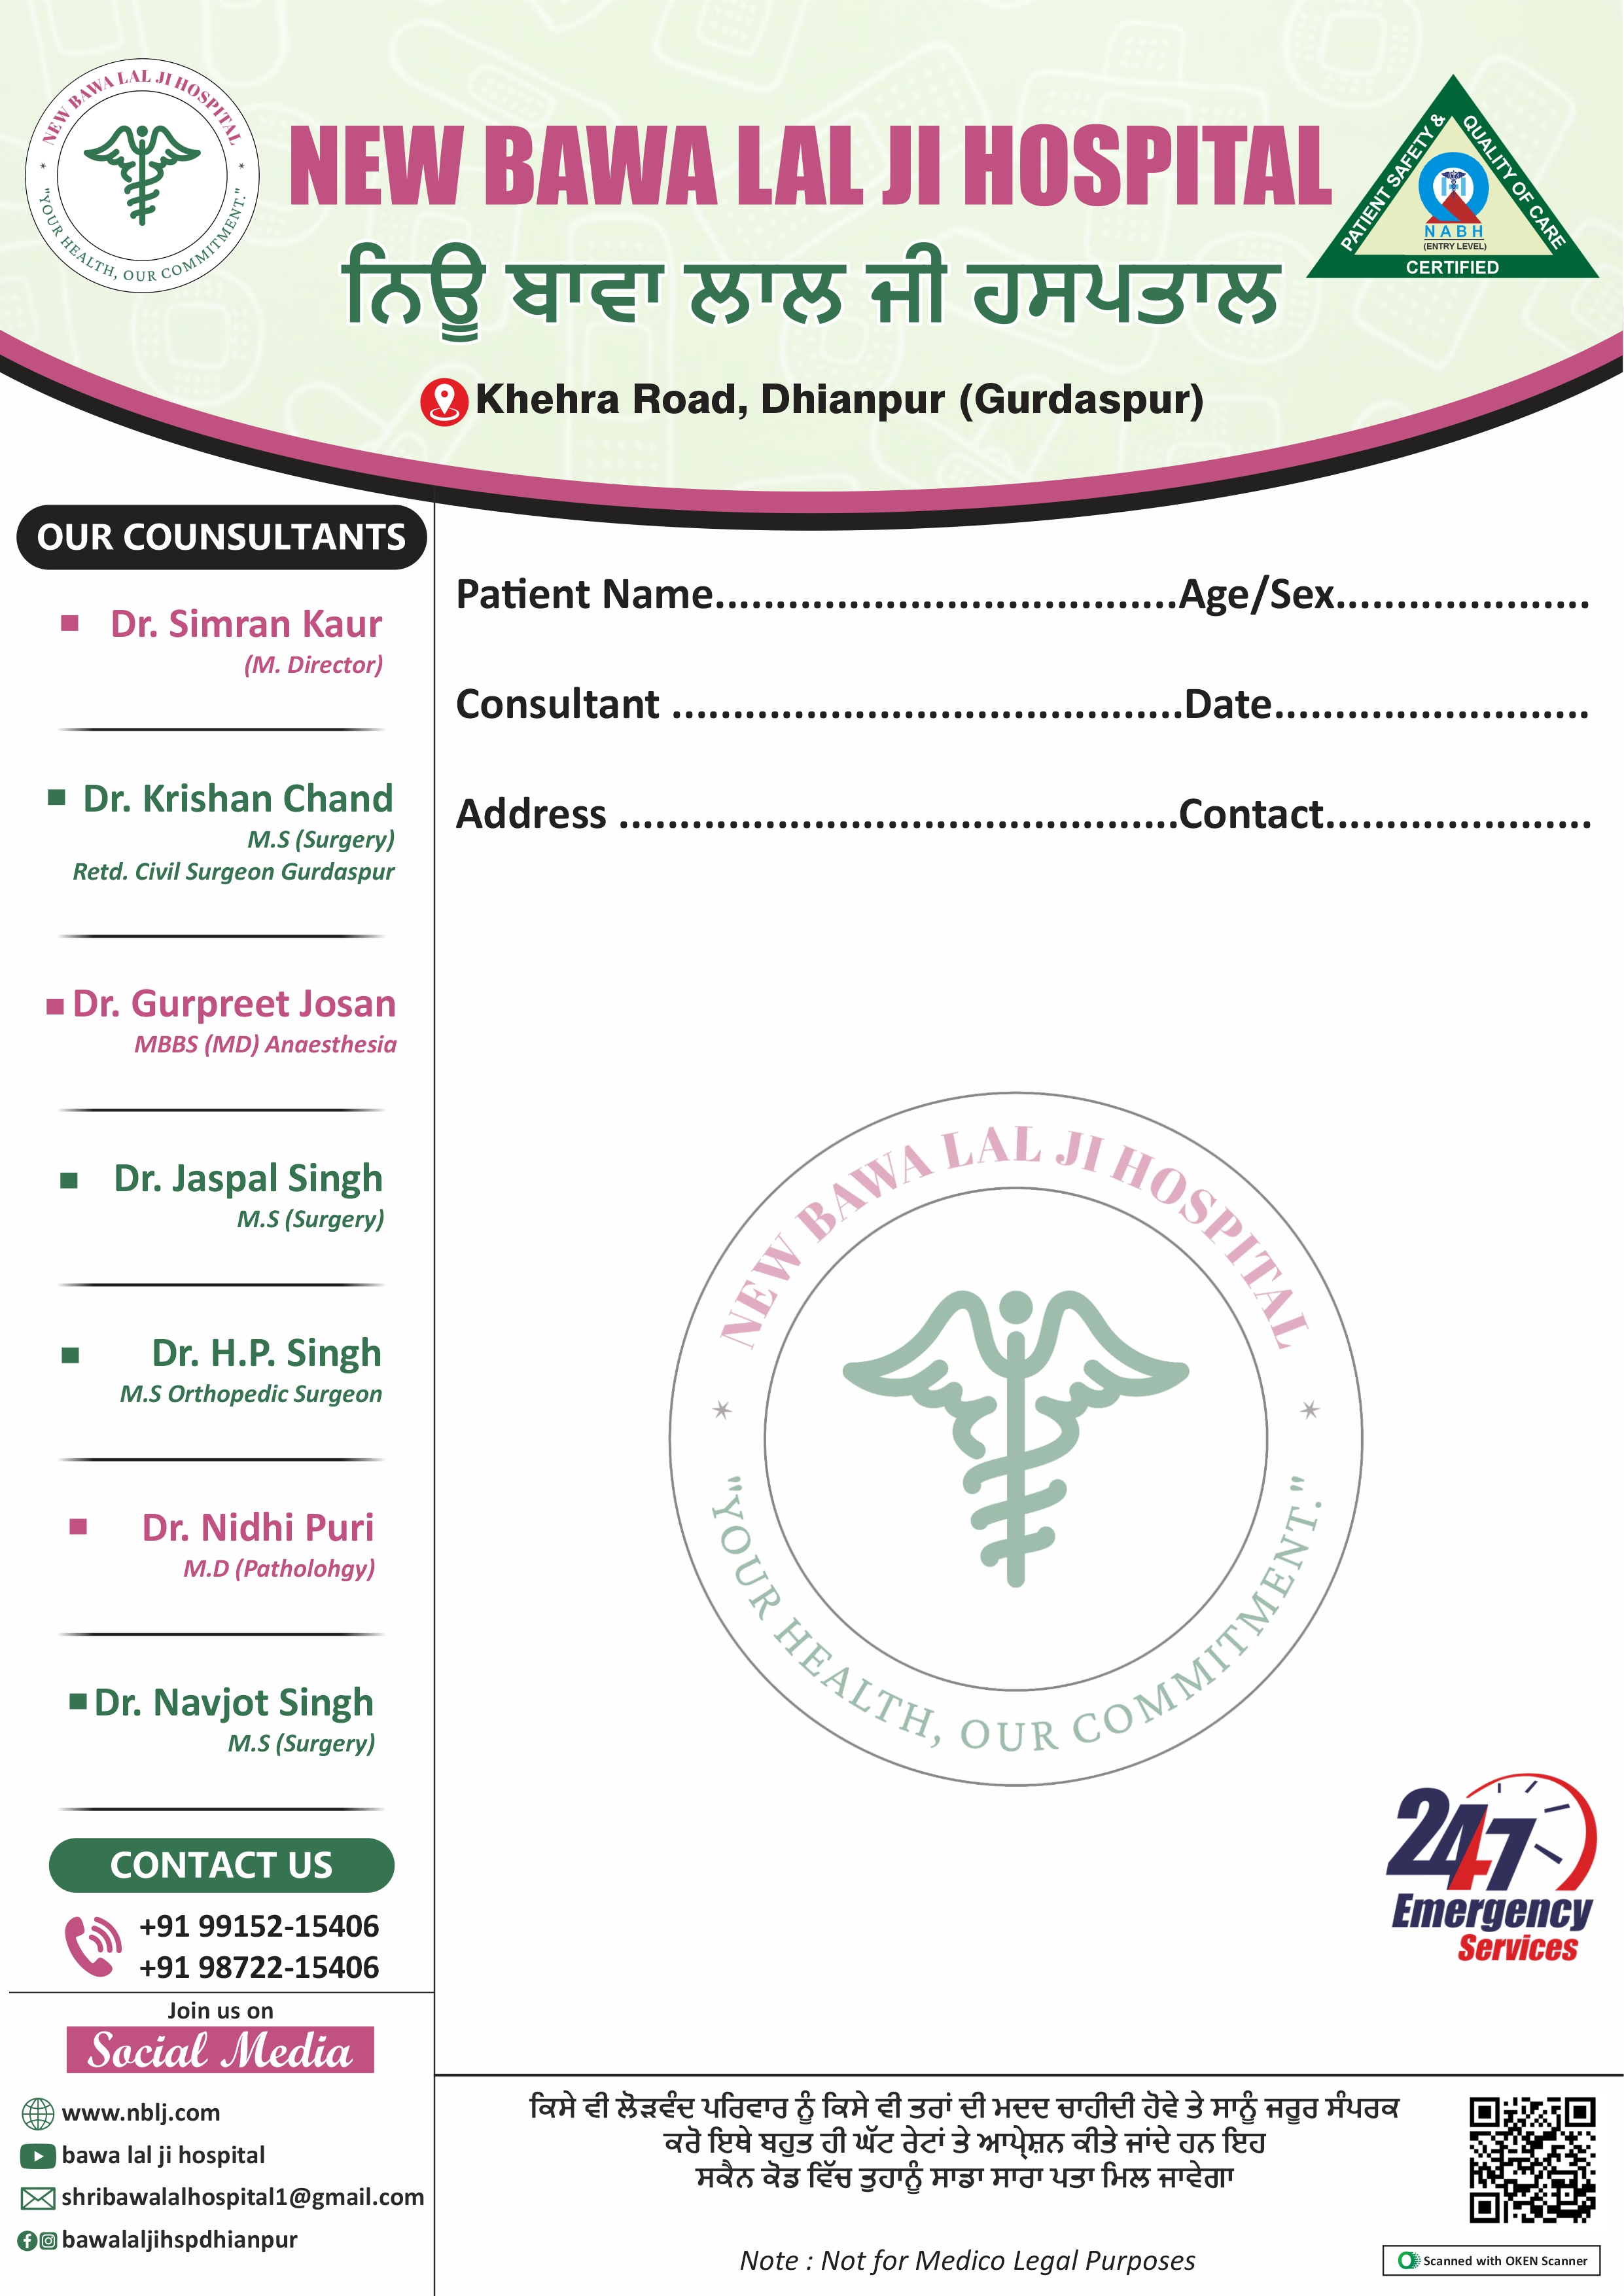 NEW BAWA LAL JI HOSPITAL
"YOUR HEALTH, OUR COMMITMENT."
NEW BAWA LAL JI HOSPITAL
ਨਿਊ ਬਾਵਾ ਲਾਲ ਜੀ ਹਸਪਤਾਲ
Khehra Road, Dhianpur (Gurdaspur)
PATIENT SAFETY & QUALITY OF CARE
NABH
(ENTRY LEVEL)
CERTIFIED
OUR COUNSULTANTS
Dr. Simran Kaur
(M. Director)
Dr. Krishan Chand
M.S (Surgery)
Retd. Civil Surgeon Gurdaspur
Dr. Gurpreet Josan
MBBS (MD) Anaesthesia
Dr. Jaspal Singh
M.S (Surgery)
Dr. H.P. Singh
M.S Orthopedic Surgeon
Dr. Nidhi Puri
M.D (Patholohgy)
Dr. Navjot Singh
M.S (Surgery)
CONTACT US
+91 99152-15406
+91 98722-15406
Join us on
Social Media
www.nblj.com
bawa lal ji hospital
shribawalalhospital1@gmail.com
bawalaljihspdhianpur
Patient Name......................................Age/Sex.....................
Consultant ..........................................Date..........................
Address ..............................................Contact......................
NEW BAWA LAL JI HOSPITAL
"YOUR HEALTH, OUR COMMITMENT."
247
Emergency
Services
ਕਿਸੇ ਵੀ ਲੋੜਵੰਦ ਪਰਿਵਾਰ ਨੂੰ ਕਿਸੇ ਵੀ ਤਰਾਂ ਦੀ ਮਦਦ ਚਾਹੀਦੀ ਹੋਵੇ ਤੇ ਸਾਨੂੰ ਜਰੂਰ ਸੰਪਰਕ
ਕਰੋ ਇਥੇ ਬਹੁਤ ਹੀ ਘੱਟ ਰੇਟਾਂ ਤੇ ਆਪ੍ਰੇਸ਼ਨ ਕੀਤੇ ਜਾਂਦੇ ਹਨ ਇਹ
ਸਕੈਨ ਕੋਡ ਵਿੱਚ ਤੁਹਾਨੂੰ ਸਾਡਾ ਸਾਰਾ ਪਤਾ ਮਿਲ ਜਾਵੇਗਾ
Note : Not for Medico Legal Purposes
Scanned with OKEN Scanner